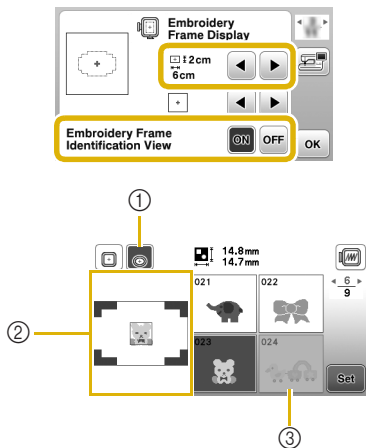 Embroidery
Frame Display
2cm
6cm
Embroidery Frame
Identification View
ON
OFF
OK
①
14.8mm
14.7mm
021
022
6
9
②
023
024
Set
③